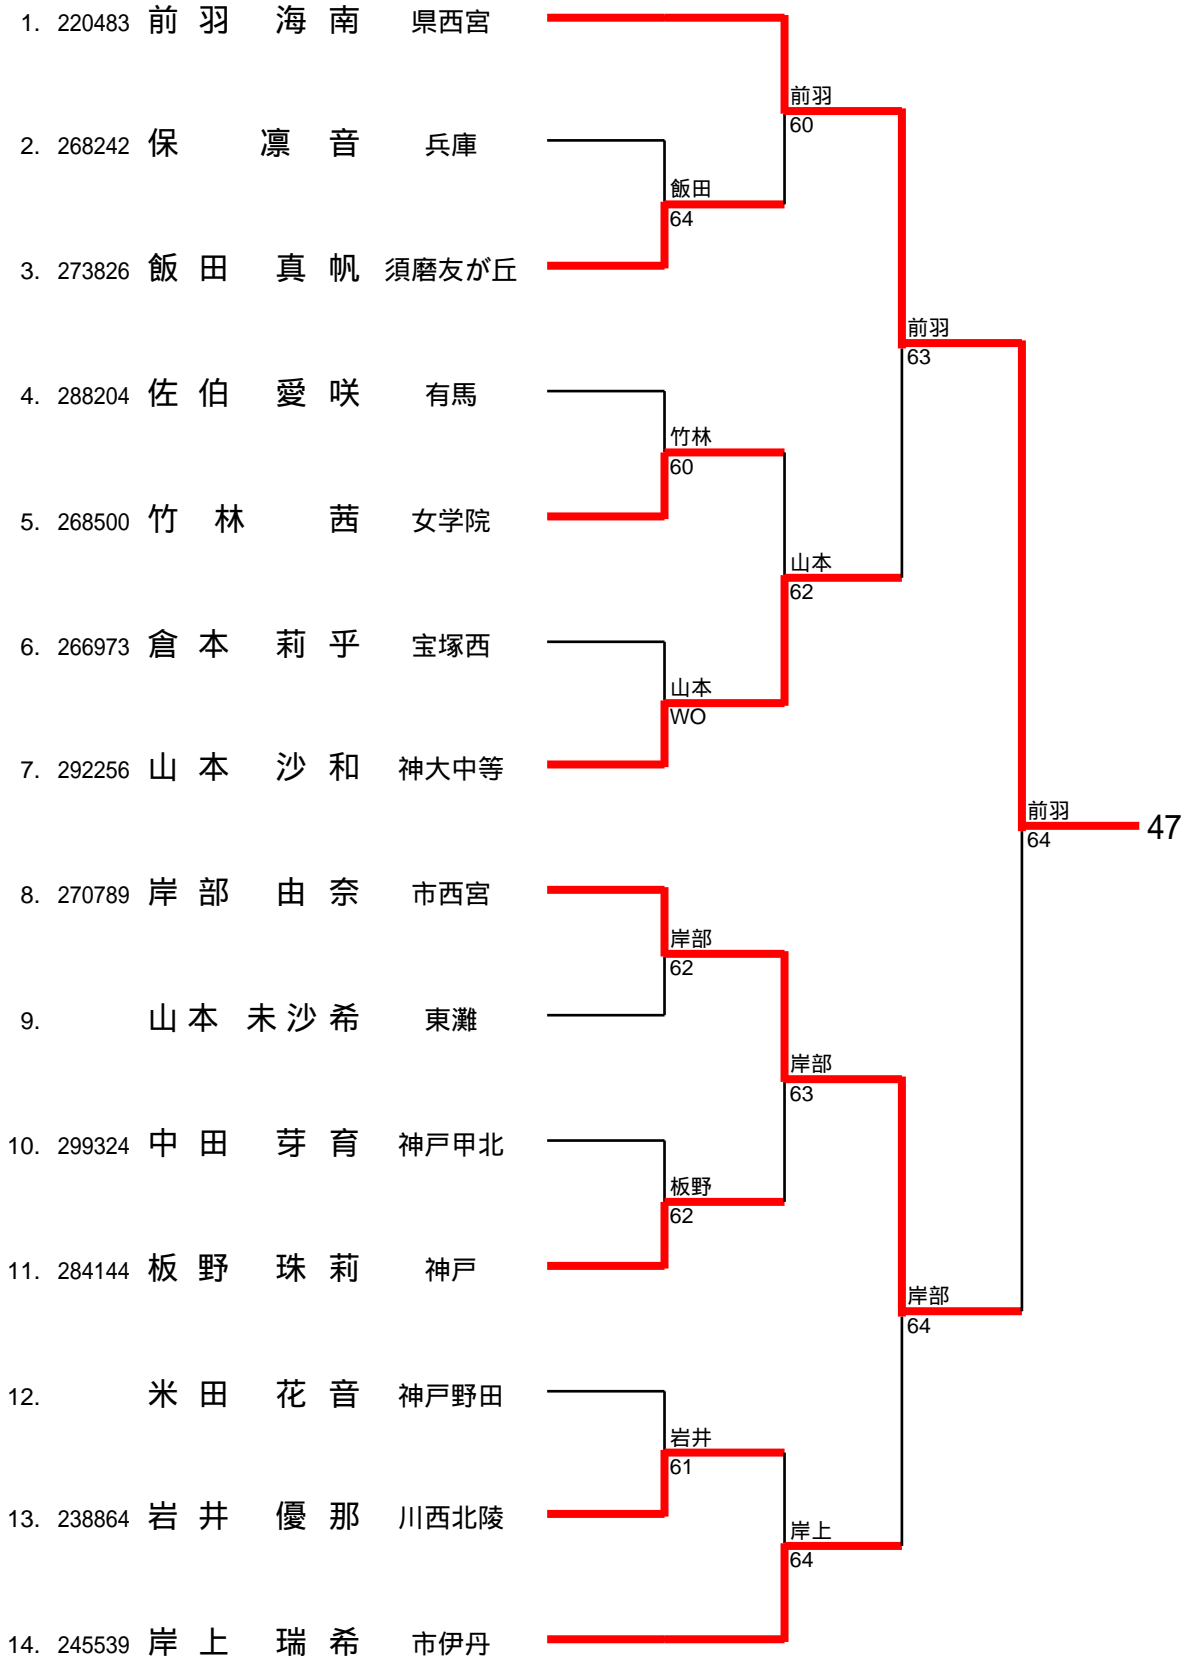 1. 220483 前羽 海南 県西宮
前羽
60
2. 268242 保 凛音 兵庫
飯田
64
3. 273826 飯田 真帆 須磨友が丘
前羽
63
4. 288204 佐伯 愛咲 有馬
竹林
60
5. 268500 竹林 茜 女学院
山本
62
6. 266973 倉本 莉乎 宝塚西
山本
WO
7. 292256 山本 沙和 神大中等
前羽
64
47
8. 270789 岸部 由奈 市西宮
岸部
62
9. 山本 未沙希 東灘
岸部
63
10. 299324 中田 芽育 神戸甲北
板野
62
11. 284144 板野 珠莉 神戸
岸部
64
12. 米田 花音 神戸野田
岩井
61
13. 238864 岩井 優那 川西北陵
岸上
64
14. 245539 岸上 瑞希 市伊丹